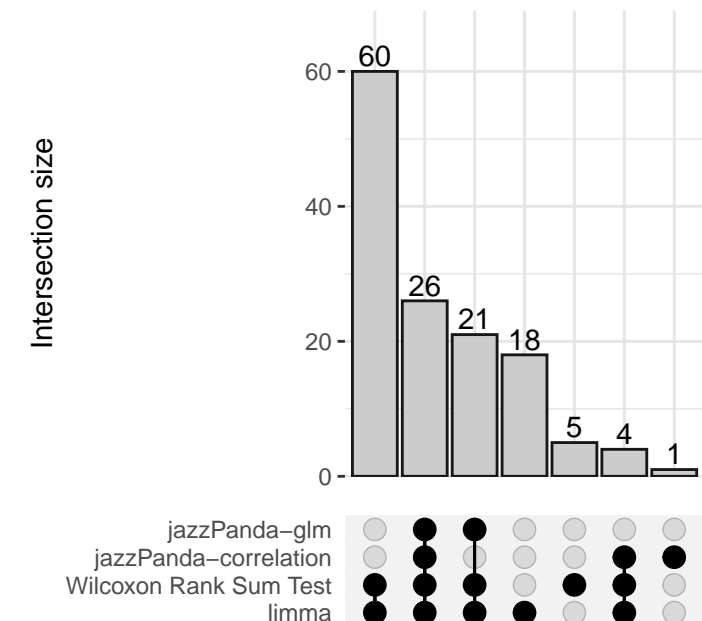 60
60
40
26
21
18
20
5
4
1
0
Intersection size
jazzPanda−glm
jazzPanda−correlation
Wilcoxon Rank Sum Test
limma